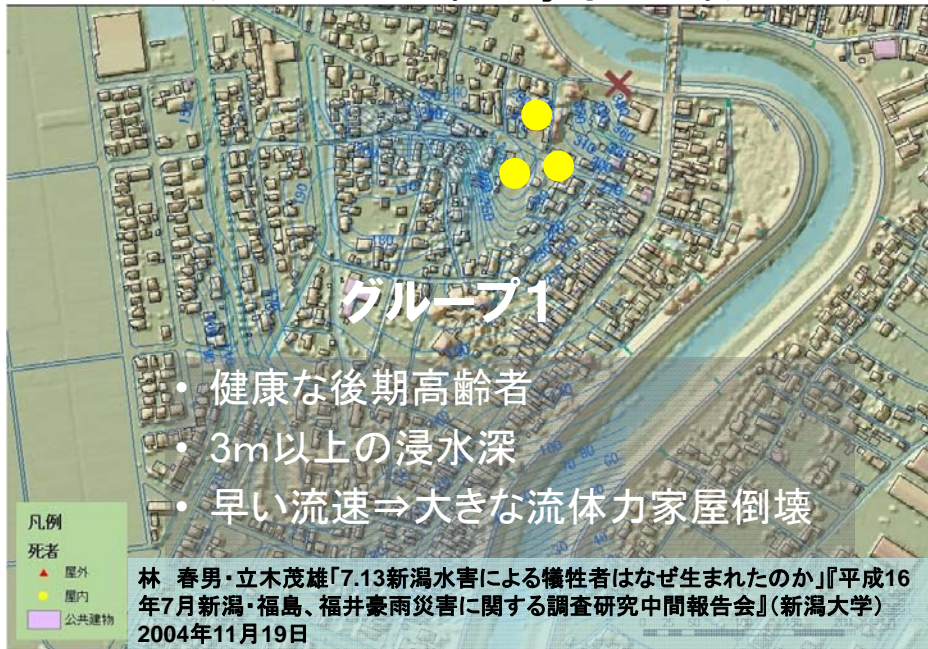 グループ1
• 健康な後期高齢者
• 3m以上の浸水深
• 早い流速⇒大きな流体力家屋倒壊
凡例
死者
屋外
屋内
公共建物
林　春男・立木茂雄「7.13新潟水害による犠牲者はなぜ生まれたのか」『平成16
年7月新潟・福島、福井豪雨災害に関する調査研究中間報告会』（新潟大学）
2004年11月19日